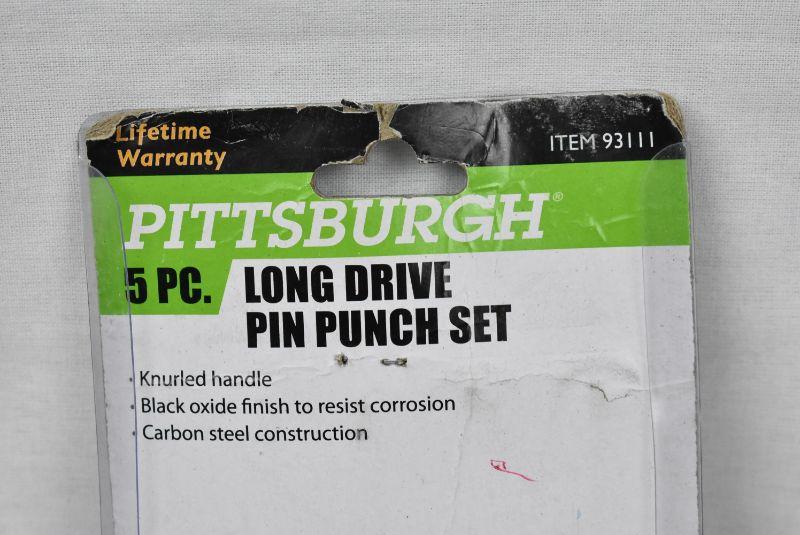 Lifetime
Warranty
ITEM 93111
PITTSBURGH®
5 PC. LONG DRIVE
PIN PUNCH SET
· Knurled handle
· Black oxide finish to resist corrosion
· Carbon steel construction